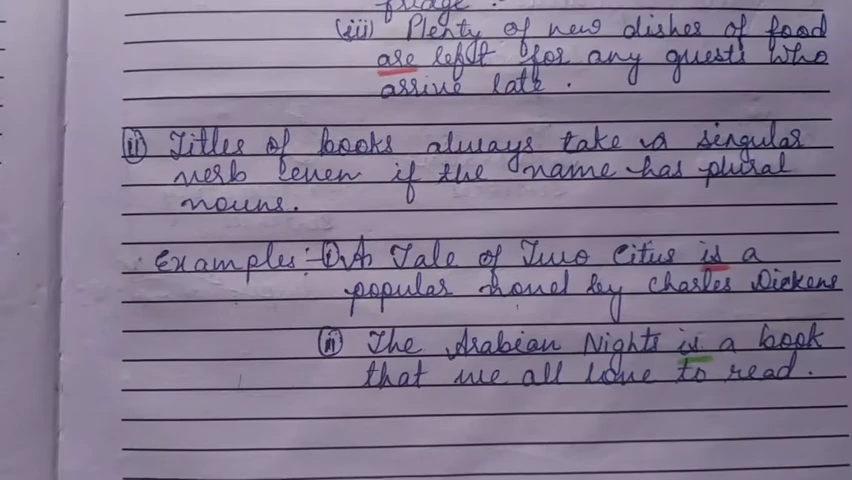 fridge.
(iii) Plenty of new dishes of food
are left for any guests who
arrive late.
(ii) Titles of books always take a singular
verb even if the name has plural
nouns.
Examples:- (i) A Tale of Two Cities is a
popular novel by Charles Dickens
(ii) The Arabian Nights is a book
that we all love to read.